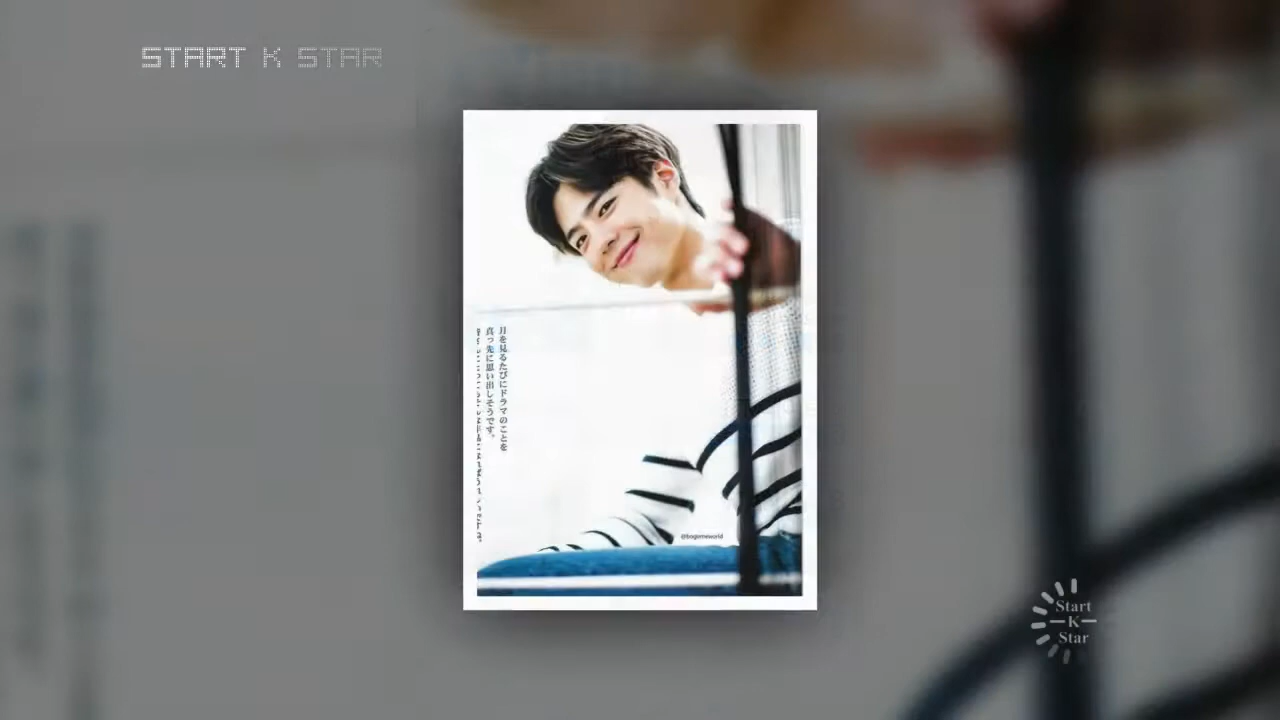 START K STAR
月を見るたびにドラマのことを
真っ先に思い出しそうです。
@bogumeworld
Start
K
Star